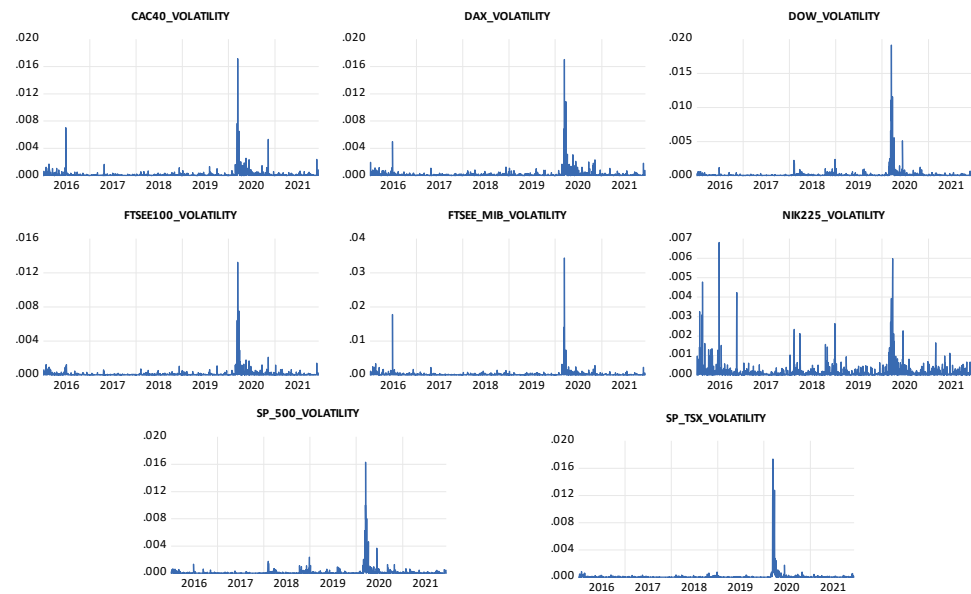 CAC40_VOLATILITY
.020
.016
.012
.008
.004
.000
2016 2017 2018 2019 2020 2021
DAX_VOLATILITY
.020
.016
.012
.008
.004
.000
2016 2017 2018 2019 2020 2021
DOW_VOLATILITY
.020
.015
.010
.005
.000
2016 2017 2018 2019 2020 2021
FTSEE100_VOLATILITY
.016
.012
.008
.004
.000
2016 2017 2018 2019 2020 2021
FTSEE_MIB_VOLATILITY
.04
.03
.02
.01
.00
2016 2017 2018 2019 2020 2021
NIK225_VOLATILITY
.007
.006
.005
.004
.003
.002
.001
.000
2016 2017 2018 2019 2020 2021
SP_500_VOLATILITY
.020
.016
.012
.008
.004
.000
2016 2017 2018 2019 2020 2021
SP_TSX_VOLATILITY
.020
.016
.012
.008
.004
.000
2016 2017 2018 2019 2020 2021